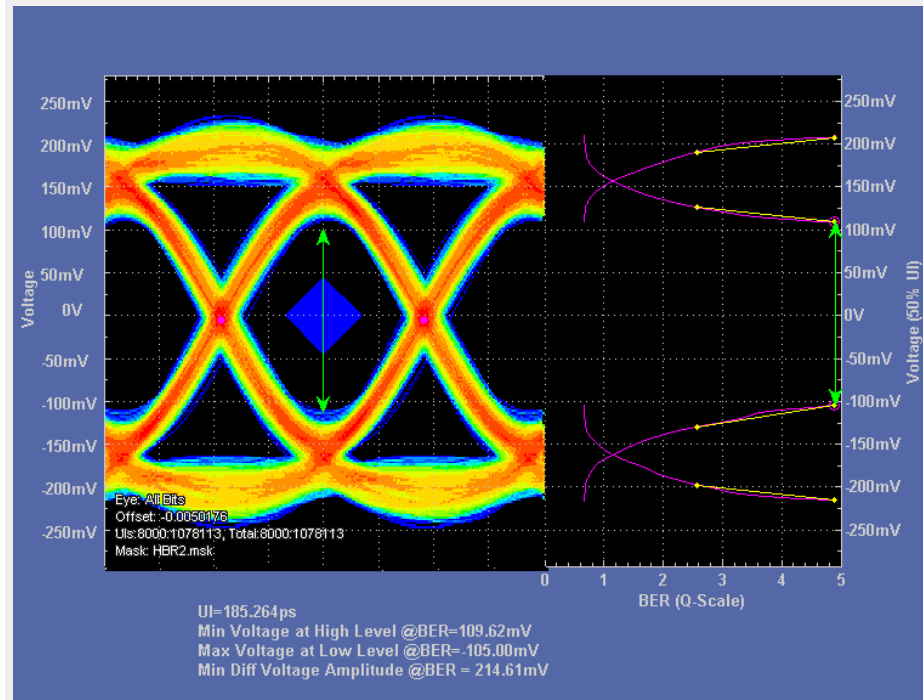 250mV
200mV
150mV
100mV
50mV
0V
-50mV
-100mV
-150mV
-200mV
-250mV
Voltage
Eye: All Bits
Offset: -0.0050176
UIs:8000:1078113, Total:8000:1078113
Mask: HBR2.msk
250mV
200mV
150mV
100mV
50mV
0V
-50mV
-100mV
-150mV
-200mV
-250mV
Voltage (50% UI)
0 1 2 3 4 5
BER (Q-Scale)
UI=185.264ps
Min Voltage at High Level @BER=109.62mV
Max Voltage at Low Level @BER=-105.00mV
Min Diff Voltage Amplitude @BER = 214.61mV